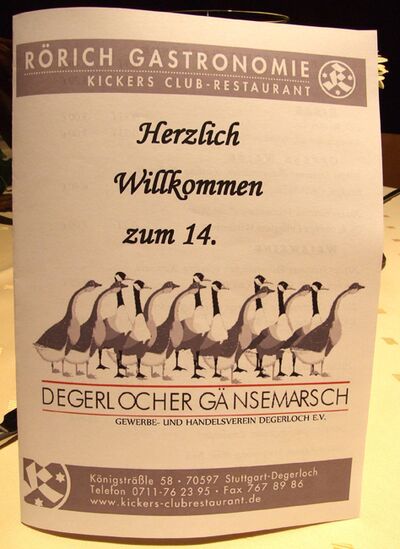 RÖRICH GASTRONOMIE
KICKERS CLUB-RESTAURANT
Herzlich
Willkommen
zum 14.
DEGERLOCHER GÄNSEMARSCH
GEWERBE- UND HANDELSVEREIN DEGERLOCH E.V.
Königsträßle 58 • 70597 Stuttgart-Degerloch
Telefon 0711-76 23 95 • Fax 767 89 86
www.kickers-clubrestaurant.de